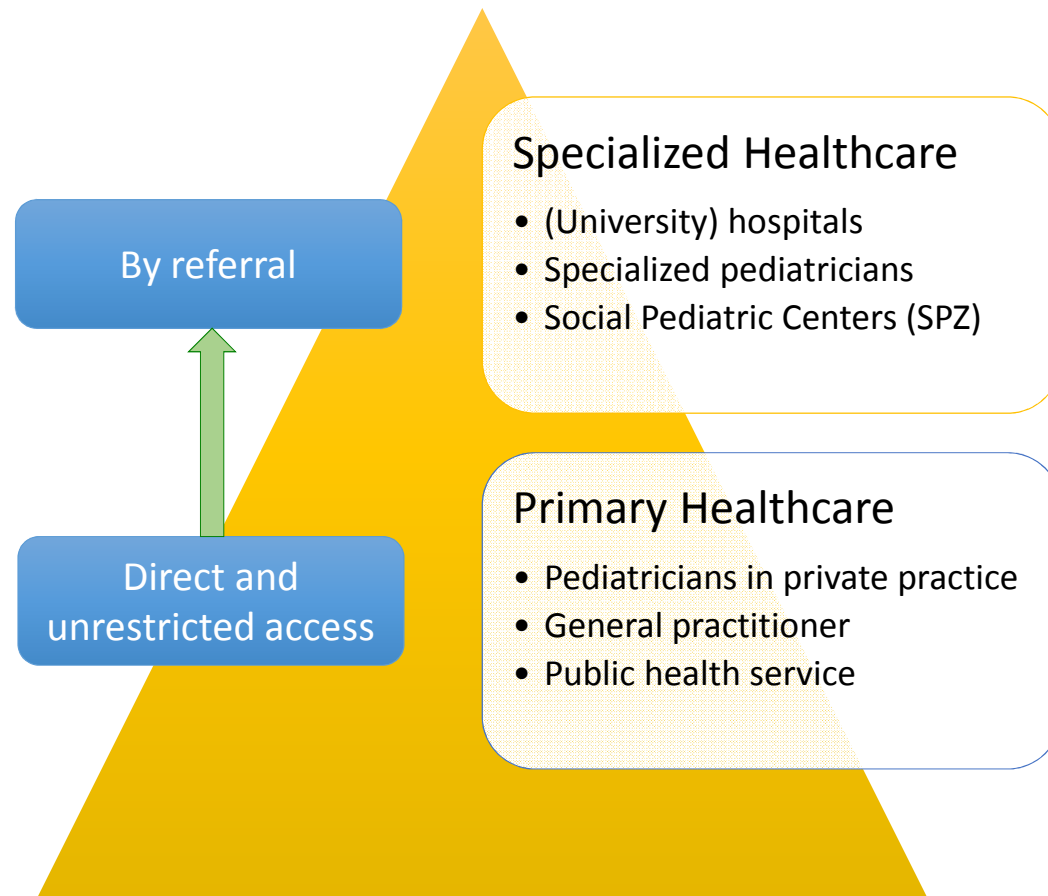 By referral
Direct and
unrestricted access
Specialized Healthcare
• (University) hospitals
• Specialized pediatricians
• Social Pediatric Centers (SPZ)
Primary Healthcare
• Pediatricians in private practice
• General practitioner
• Public health service